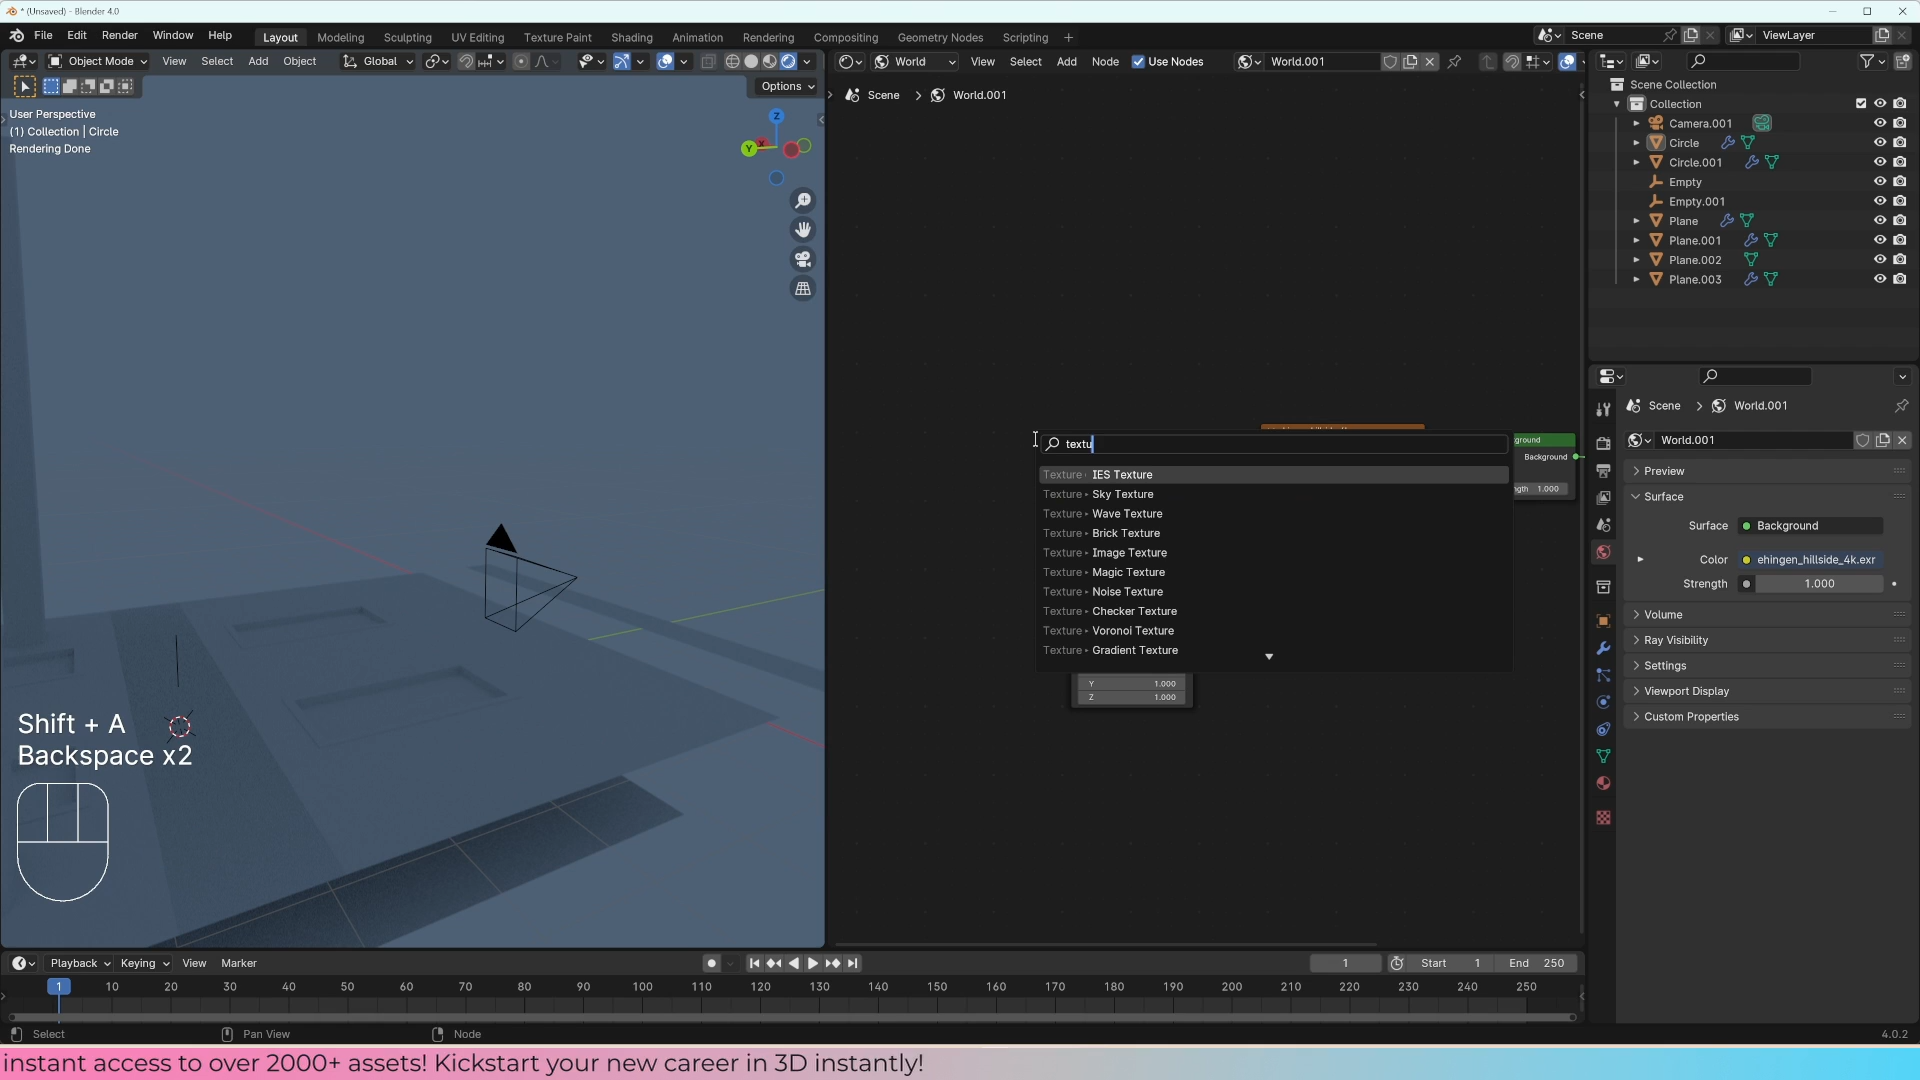 * (Unsaved) - Blender 4.0
File Edit Render Window Help
Layout Modeling Sculpting UV Editing Texture Paint Shading Animation Rendering Compositing Geometry Nodes Scripting +
Scene
ViewLayer
Object Mode View Select Add Object Global
World View Select Add Node Use Nodes World.001
Options
User Perspective
(1) Collection | Circle
Rendering Done
Z
Y
X
Scene > World.001
textu
Texture ▸ IES Texture
Texture ▸ Sky Texture
Texture ▸ Wave Texture
Texture ▸ Brick Texture
Texture ▸ Image Texture
Texture ▸ Magic Texture
Texture ▸ Noise Texture
Texture ▸ Checker Texture
Texture ▸ Voronoi Texture
Texture ▸ Gradient Texture
Y 1.000
Z 1.000
ground
Background
ngth 1.000
Scene Collection
Collection
Camera.001
Circle
Circle.001
Empty
Empty.001
Plane
Plane.001
Plane.002
Plane.003
Scene > World.001
World.001
Preview
Surface
Surface Background
Color ehingen_hillside_4k.exr
Strength 1.000
Volume
Ray Visibility
Settings
Viewport Display
Custom Properties
Shift + A
Backspace x2
Playback Keying View Marker
1 Start 1 End 250
1 10 20 30 40 50 60 70 80 90 100 110 120 130 140 150 160 170 180 190 200 210 220 230 240 250
Select Pan View Node
4.0.2
instant access to over 2000+ assets! Kickstart your new career in 3D instantly!